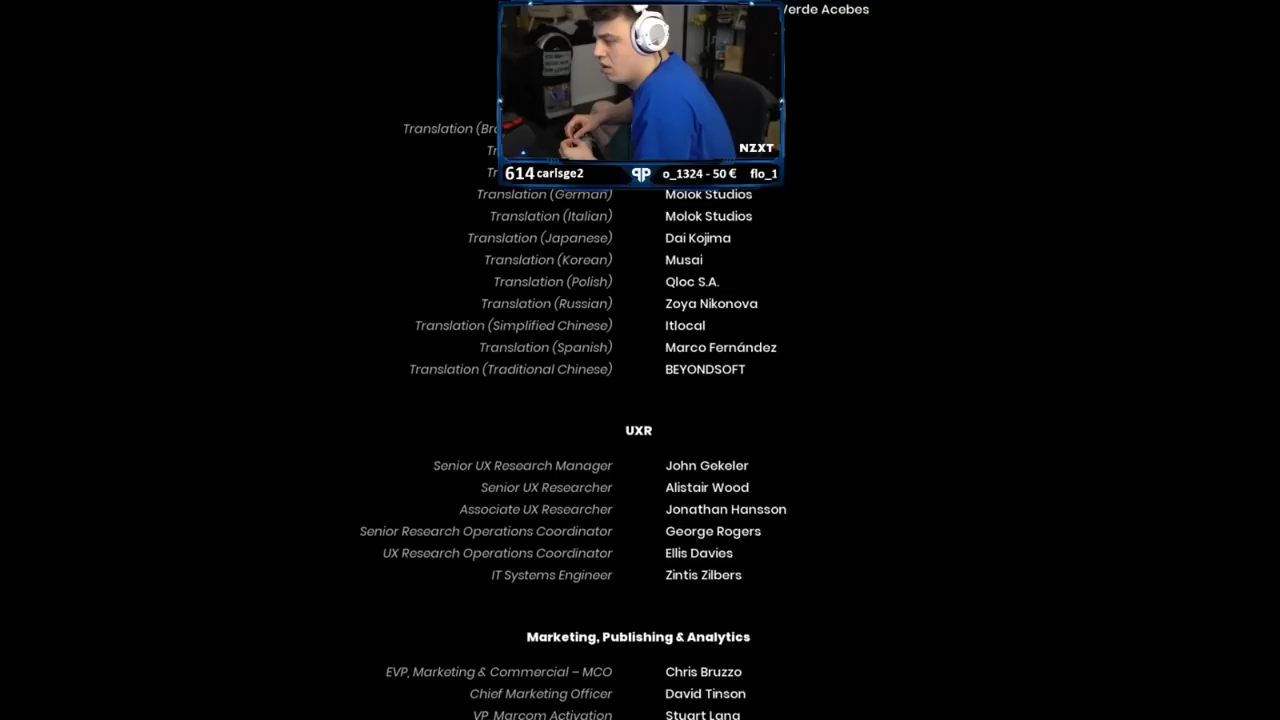 Verde Acebes
NZXT
614 carlsge2
o_1324 - 50 €
Translation (German) Molok Studios
Translation (Italian) Molok Studios
Translation (Japanese) Dai Kojima
Translation (Korean) Musai
Translation (Polish) Qloc S.A.
Translation (Russian) Zoya Nikonova
Translation (Simplified Chinese) Itlocal
Translation (Spanish) Marco Fernández
Translation (Traditional Chinese) BEYONDSOFT
UXR
Senior UX Research Manager John Gekeler
Senior UX Researcher Alistair Wood
Associate UX Researcher Jonathan Hansson
Senior Research Operations Coordinator George Rogers
UX Research Operations Coordinator Ellis Davies
IT Systems Engineer Zintis Zilbers
Marketing, Publishing & Analytics
EVP, Marketing & Commercial – MCO Chris Bruzzo
Chief Marketing Officer David Tinson
VP, Marcom Activation Stuart Lang